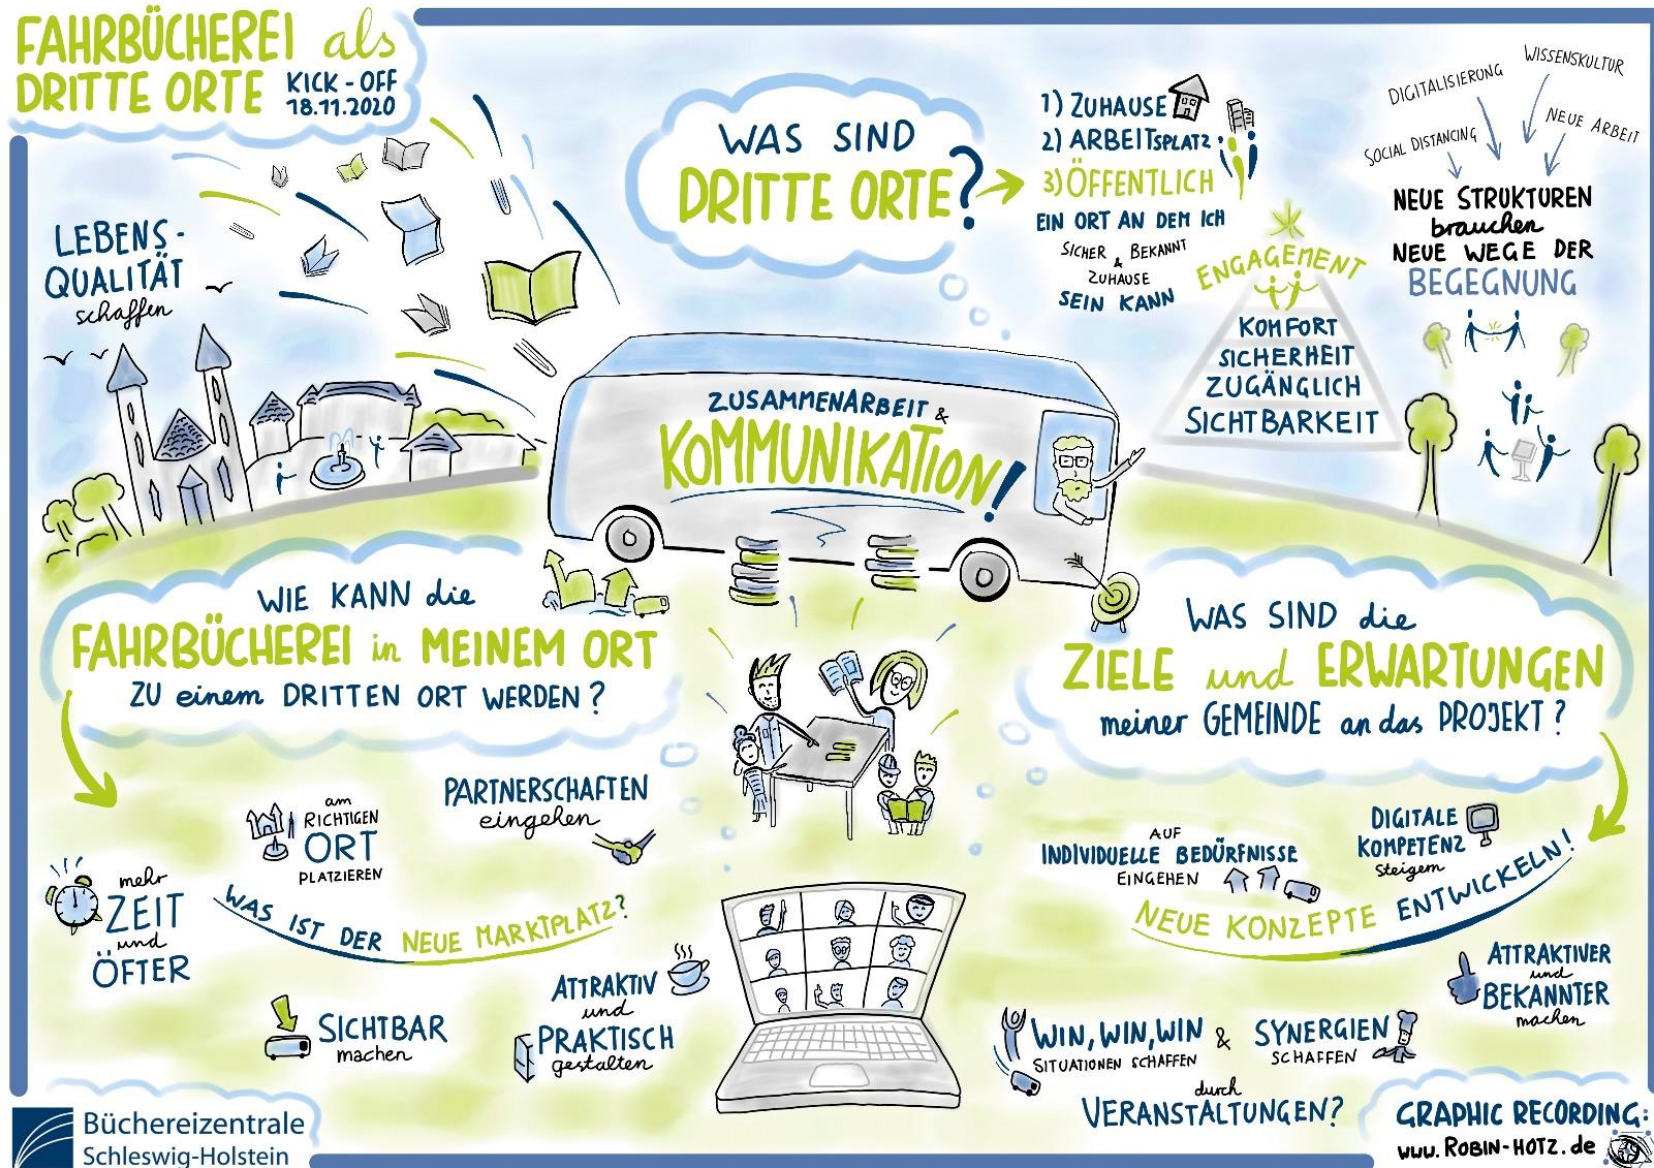 FAHRBÜCHEREI als
DRITTE ORTE
KICK-OFF
18.11.2020
LEBENS-
QUALITÄT
schaffen
WAS SIND
DRITTE ORTE?
1) ZUHAUSE
2) ARBEITSPLATZ
3) ÖFFENTLICH
EIN ORT AN DEM ICH
SICHER & BEKANNT
ZUHAUSE
SEIN KANN
ENGAGEMENT
KOMFORT
SICHERHEIT
ZUGÄNGLICH
SICHTBARKEIT
SOCIAL DISTANCING
DIGITALISIERUNG
WISSENSKULTUR
NEUE ARBEIT
NEUE STRUKTUREN
brauchen
NEUE WEGE DER
BEGEGNUNG
ZUSAMMENARBEIT &
KOMMUNIKATION!
WIE KANN die
FAHRBÜCHEREI in MEINEM ORT
ZU einem DRITTEN ORT WERDEN?
mehr
ZEIT
und
ÖFTER
am
RICHTIGEN
ORT
PLATZIEREN
PARTNERSCHAFTEN
eingehen
WAS IST DER NEUE MARKTPLATZ?
SICHTBAR
machen
ATTRAKTIV
und
PRAKTISCH
gestalten
WAS SIND die
ZIELE und ERWARTUNGEN
meiner GEMEINDE an das PROJEKT?
AUF
INDIVIDUELLE BEDÜRFNISSE
EINGEHEN
DIGITALE
KOMPETENZ
steigern
NEUE KONZEPTE ENTWICKELN!
ATTRAKTIVER
und
BEKANNTER
machen
WIN, WIN, WIN &
SITUATIONEN SCHAFFEN
SYNERGIEN
SCHAFFEN
durch
VERANSTALTUNGEN?
Büchereizentrale
Schleswig-Holstein
GRAPHIC RECORDING:
www.ROBIN-HOTZ.de